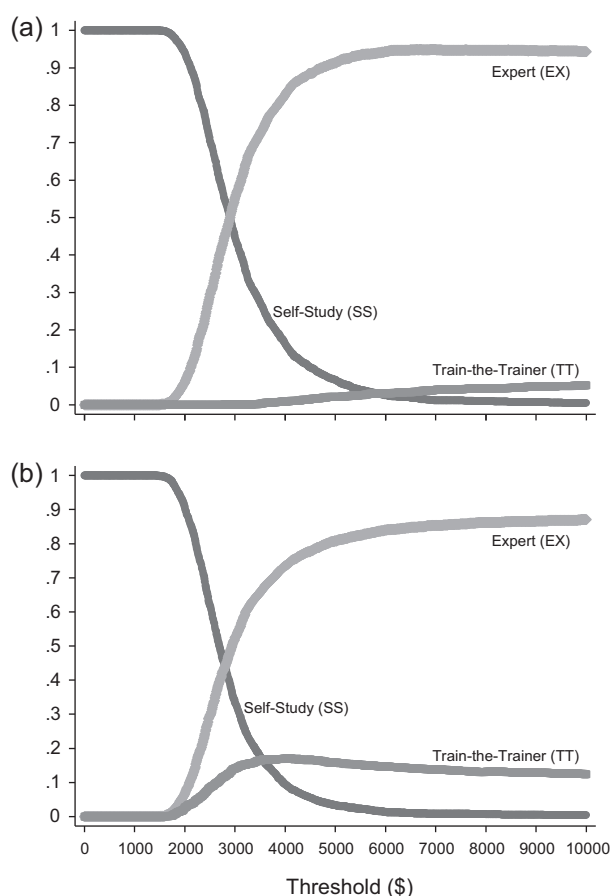 (a)
1
.9
.8
.7
.6
.5
.4
.3
.2
.1
0
Expert (EX)
Self-Study (SS)
Train-the-Trainer (TT)
(b)
1
.9
.8
.7
.6
.5
.4
.3
.2
.1
0
Expert (EX)
Self-Study (SS)
Train-the-Trainer (TT)
0 1000 2000 3000 4000 5000 6000 7000 8000 9000 10000
Threshold ($)